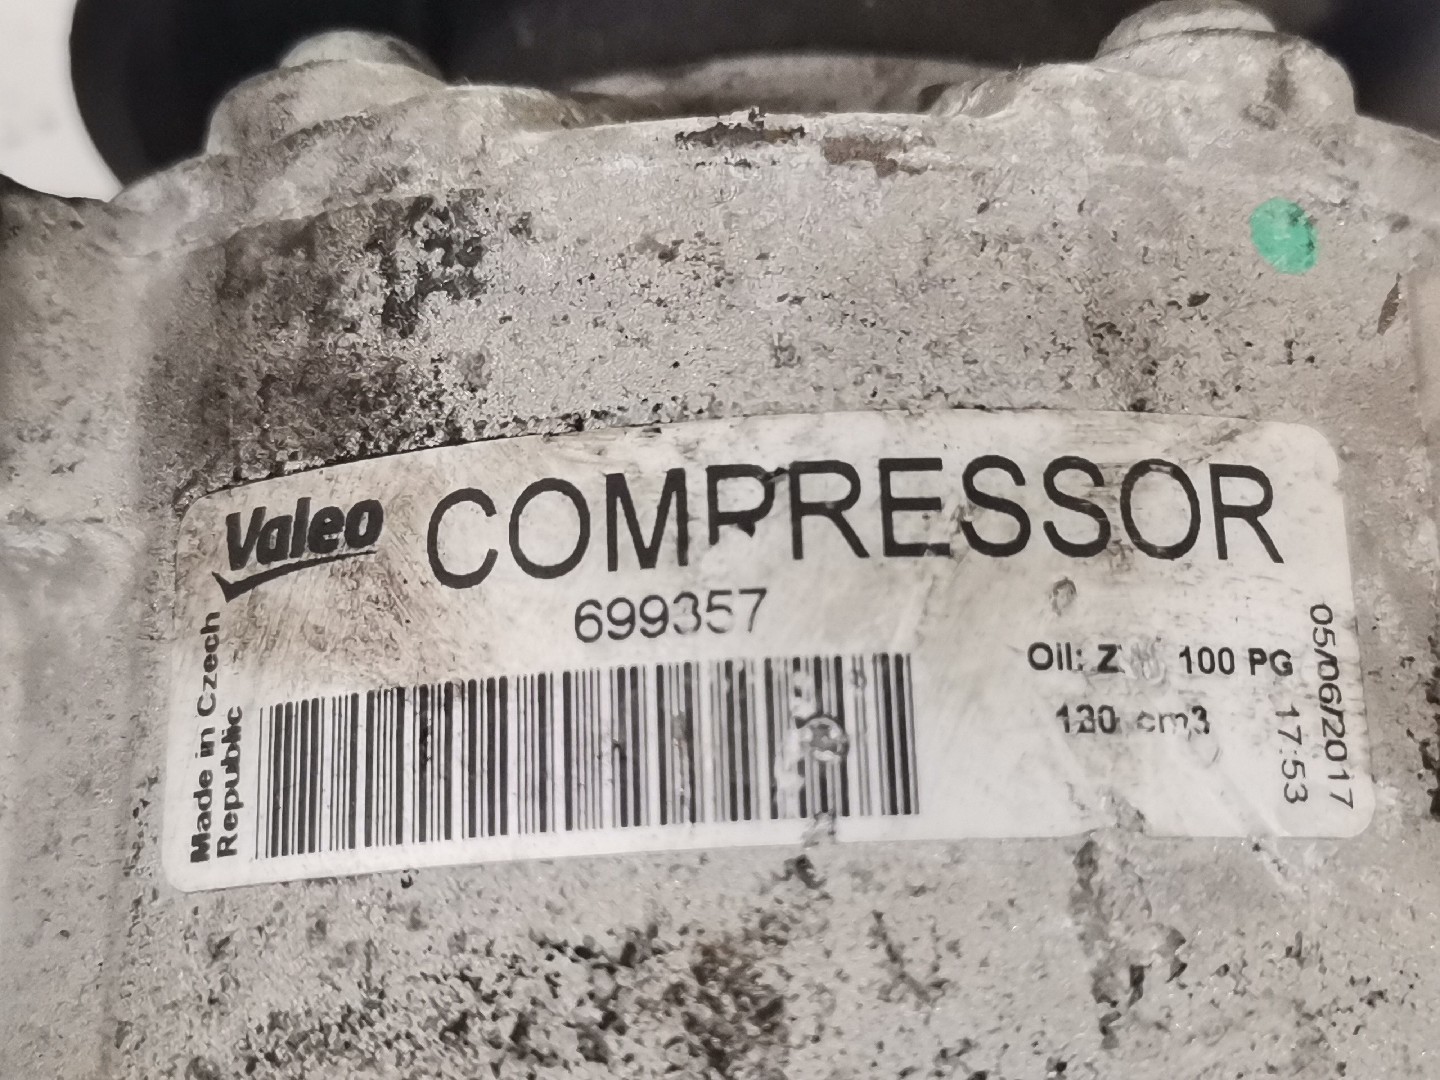 Valeo COMPRESSOR
699357
Made in Czech
Republic
Oil: Z 100 PG
cm3
05/06/2017
17:53